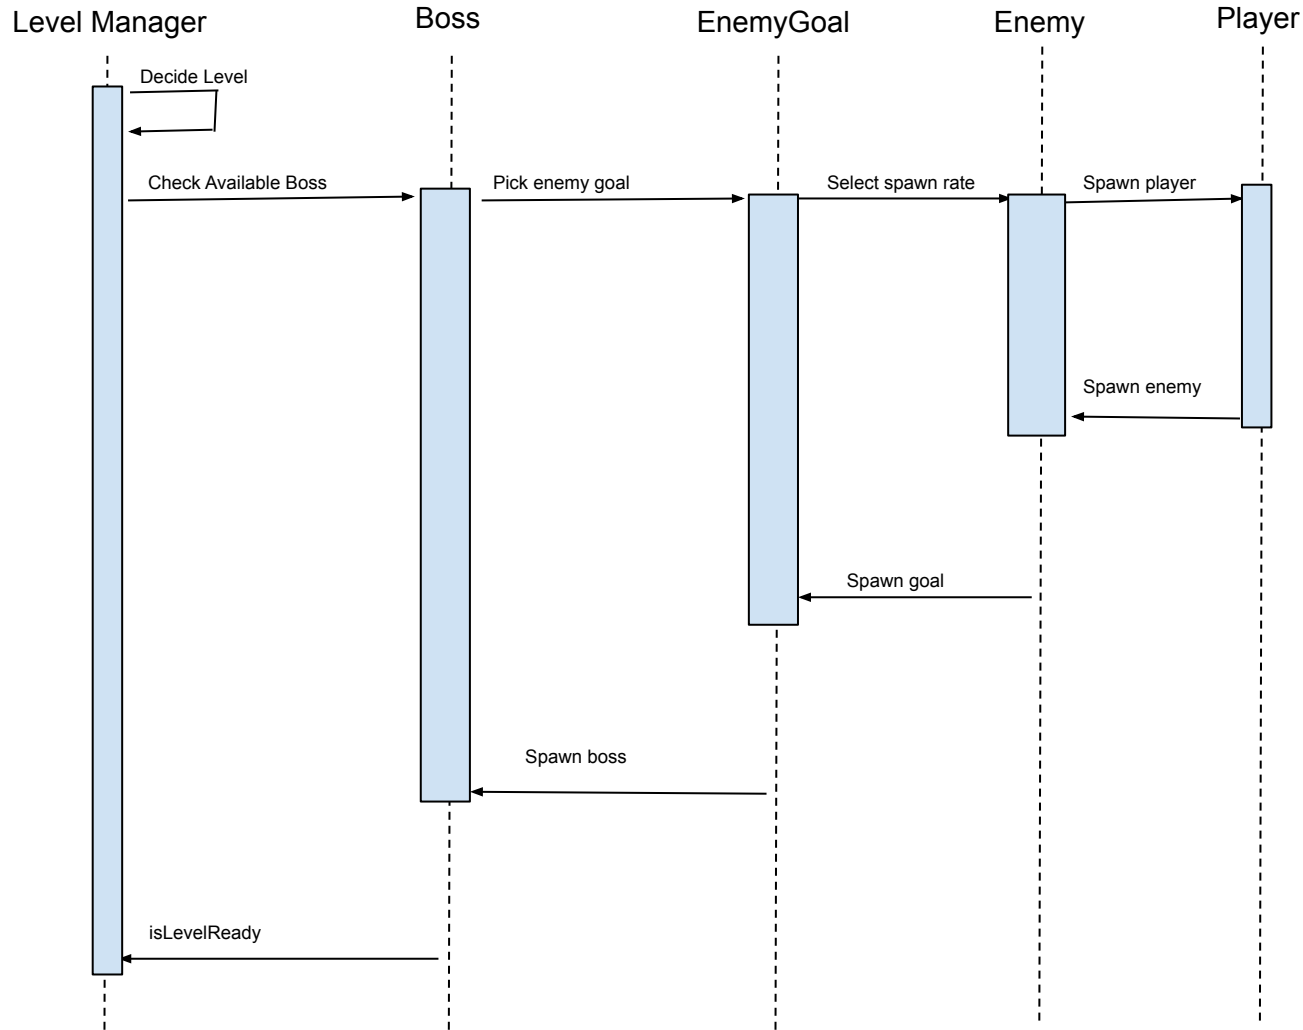 Level Manager
Boss
EnemyGoal
Enemy
Player
Decide Level
Check Available Boss
Pick enemy goal
Select spawn rate
Spawn player
Spawn enemy
Spawn goal
Spawn boss
isLevelReady